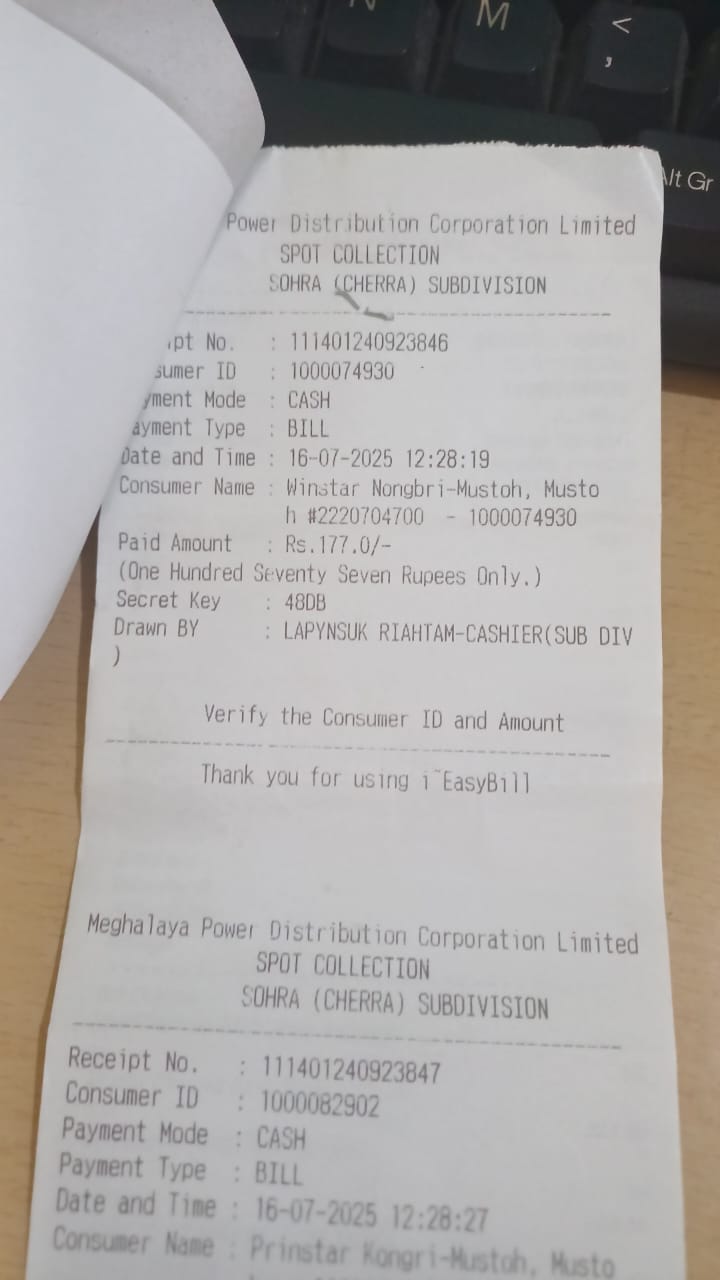 N
M
<
,
Alt Gr
Power Distribution Corporation Limited
SPOT COLLECTION
SOHRA (CHERRA) SUBDIVISION
ipt No. : 111401240923846
sumer ID : 1000074930
yment Mode : CASH
ayment Type : BILL
Date and Time : 16-07-2025 12:28:19
Consumer Name : Winstar Nongbri-Mustoh, Musto
h #2220704700 - 1000074930
Paid Amount : Rs.177.0/-
(One Hundred Seventy Seven Rupees Only.)
Secret Key : 48DB
Drawn BY : LAPYNSUK RIAHTAM-CASHIER(SUB DIV
)
Verify the Consumer ID and Amount
Thank you for using i~EasyBill
Meghalaya Power Distribution Corporation Limited
SPOT COLLECTION
SOHRA (CHERRA) SUBDIVISION
Receipt No. : 111401240923847
Consumer ID : 1000082902
Payment Mode : CASH
Payment Type : BILL
Date and Time : 16-07-2025 12:28:27
Consumer Name : Prinstar Kongri-Mustoh, Musto